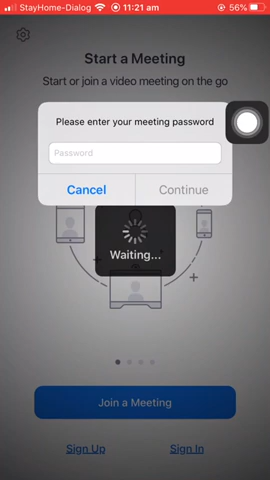 StayHome-Dialog 11:21 am 56%
Start a Meeting
Start or join a video meeting on the go
Please enter your meeting password
Password
Cancel Continue
Waiting...
Join a Meeting
Sign Up Sign In